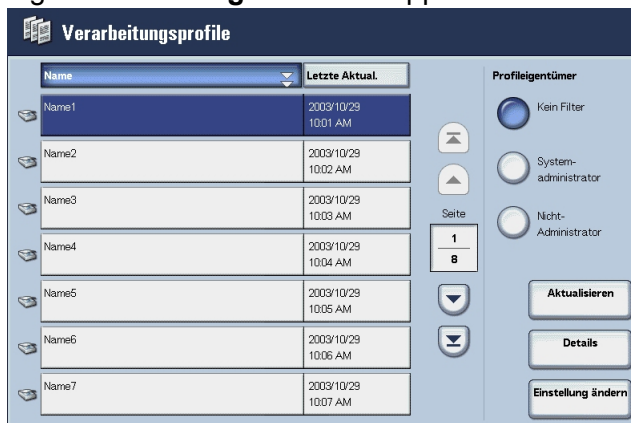 Verarbeitungsprofile
Name
Letzte Aktual.
Profileigentümer
Name1
2003/10/29
10:01 AM
Kein Filter
Name2
2003/10/29
10:02 AM
System-
administrator
Name3
2003/10/29
10:03 AM
Seite
Nicht-
Administrator
Name4
2003/10/29
10:04 AM
1
8
Name5
2003/10/29
10:05 AM
Aktualisieren
Name6
2003/10/29
10:06 AM
Details
Name7
2003/10/29
10:07 AM
Einstellung ändern